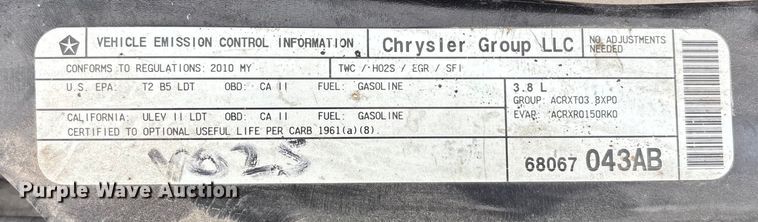 VEHICLE EMISSION CONTROL INFORMATION Chrysler Group LLC NO ADJUSTMENTS NEEDED
CONFORMS TO REGULATIONS: 2010 MY TWC / HO2S / EGR / SFI
U.S. EPA: T2 B5 LDT OBD: CA II FUEL: GASOLINE
3.8 L
GROUP: ACRXT03.8XP0
EVAP: ACRXR0150RK0
CALIFORNIA: ULEV II LDT OBD: CA II FUEL: GASOLINE
CERTIFIED TO OPTIONAL USEFUL LIFE PER CARB 1961(a)(8).
68067 043AB
Purple Wave Auction